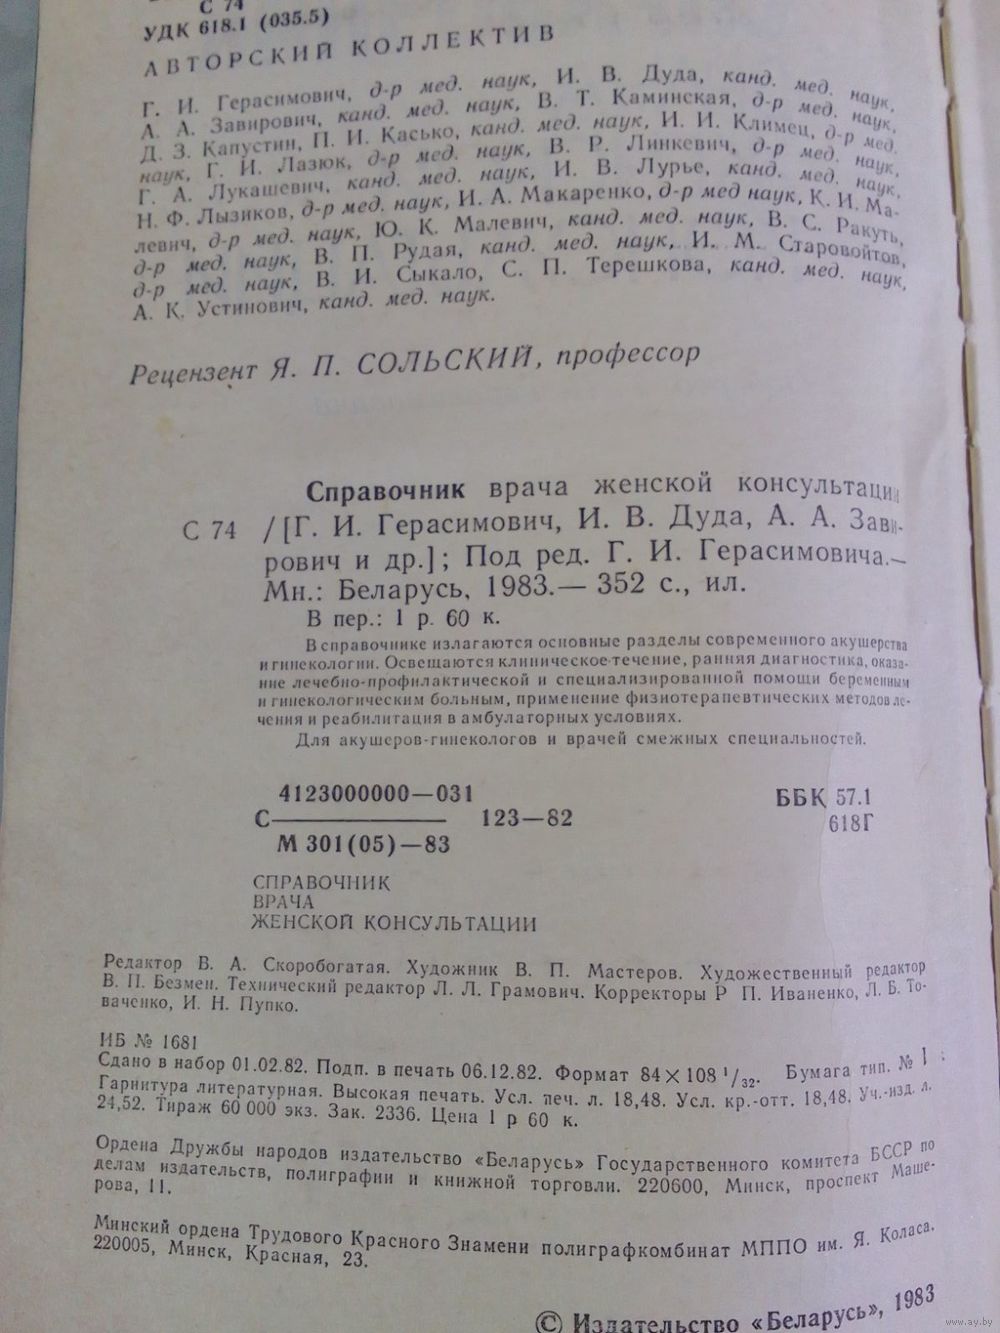 С 74
УДК 618.1 (035.5)
АВТОРСКИЙ КОЛЛЕКТИВ
Г. И. Герасимович, д-р мед. наук, И. В. Дуда, канд. мед. наук,
А. А. Завирович, канд. мед. наук, В. Т. Каминская, д-р мед. наук,
Д. З. Капустин, П. И. Касько, канд. мед. наук, И. И. Климец, д-р мед.
наук, Г. И. Лазюк, д-р мед. наук, В. Р. Линкевич, д-р мед. наук,
Г. А. Лукашевич, канд. мед. наук, И. В. Лурье, канд. мед. наук,
Н. Ф. Лызиков, д-р мед. наук, И. А. Макаренко, д-р мед наук, К. И. Ма-
левич, д-р мед. наук, Ю. К. Малевич, канд. мед. наук, В. С. Ракуть,
д-р мед. наук, В. П. Рудая, канд. мед. наук, И. М. Старовойтов,
д-р мед. наук, В. И. Сыкало, С. П. Терешкова, канд. мед. наук,
А. К. Устинович, канд. мед. наук.
Рецензент Я. П. СОЛЬСКИЙ, профессор
Справочник врача женской консультации
С 74 /[Г. И. Герасимович, И. В. Дуда, А. А. Зави-
рович и др.]; Под ред. Г. И. Герасимовича.—
Мн.: Беларусь, 1983.— 352 с., ил.
В пер.: 1 р. 60 к.
В справочнике излагаются основные разделы современного акушерства
и гинекологии. Освещаются клиническое течение, ранняя диагностика, оказа-
ние лечебно-профилактической и специализированной помощи беременным
и гинекологическим больным, применение физиотерапевтических методов ле-
чения и реабилитация в амбулаторных условиях.
Для акушеров-гинекологов и врачей смежных специальностей.
4123000000—031
С———— 123—82
М 301(05)—83
ББК 57.1
618Г
СПРАВОЧНИК
ВРАЧА
ЖЕНСКОЙ КОНСУЛЬТАЦИИ
Редактор В. А. Скоробогатая. Художник В. П. Мастеров. Художественный редактор
В. П. Безмен. Технический редактор Л. Л. Грамович. Корректоры Р П. Иваненко, Л. Б. То-
ваченко, И. Н. Пупко.
ИБ № 1681
Сдано в набор 01.02.82. Подп. в печать 06.12.82. Формат 84×108 1/32. Бумага тип. № 1
Гарнитура литературная. Высокая печать. Усл. печ. л. 18,48. Усл. кр.-отт. 18,48. Уч.-изд. л.
24,52. Тираж 60 000 экз. Зак. 2336. Цена 1 р 60 к.
Ордена Дружбы народов издательство «Беларусь» Государственного комитета БССР по
делам издательств, полиграфии и книжной торговли. 220600, Минск, проспект Маше-
рова, 11.
Минский ордена Трудового Красного Знамени полиграфкомбинат МППО им. Я. Коласа.
220005, Минск, Красная, 23.
© Издательство «Беларусь», 1983
www.ay.by